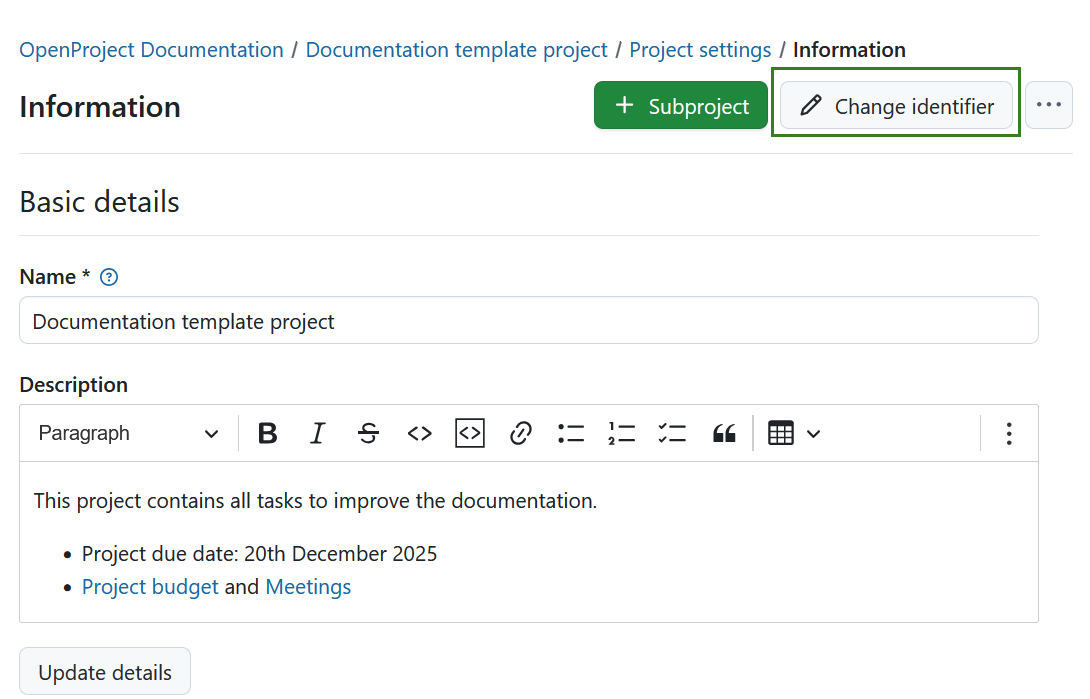 OpenProject Documentation / Documentation template project / Project settings / Information
Information
+ Subproject
Change identifier
Basic details
Name *
Documentation template project
Description
Paragraph
This project contains all tasks to improve the documentation.
• Project due date: 20th December 2025
• Project budget and Meetings
Update details